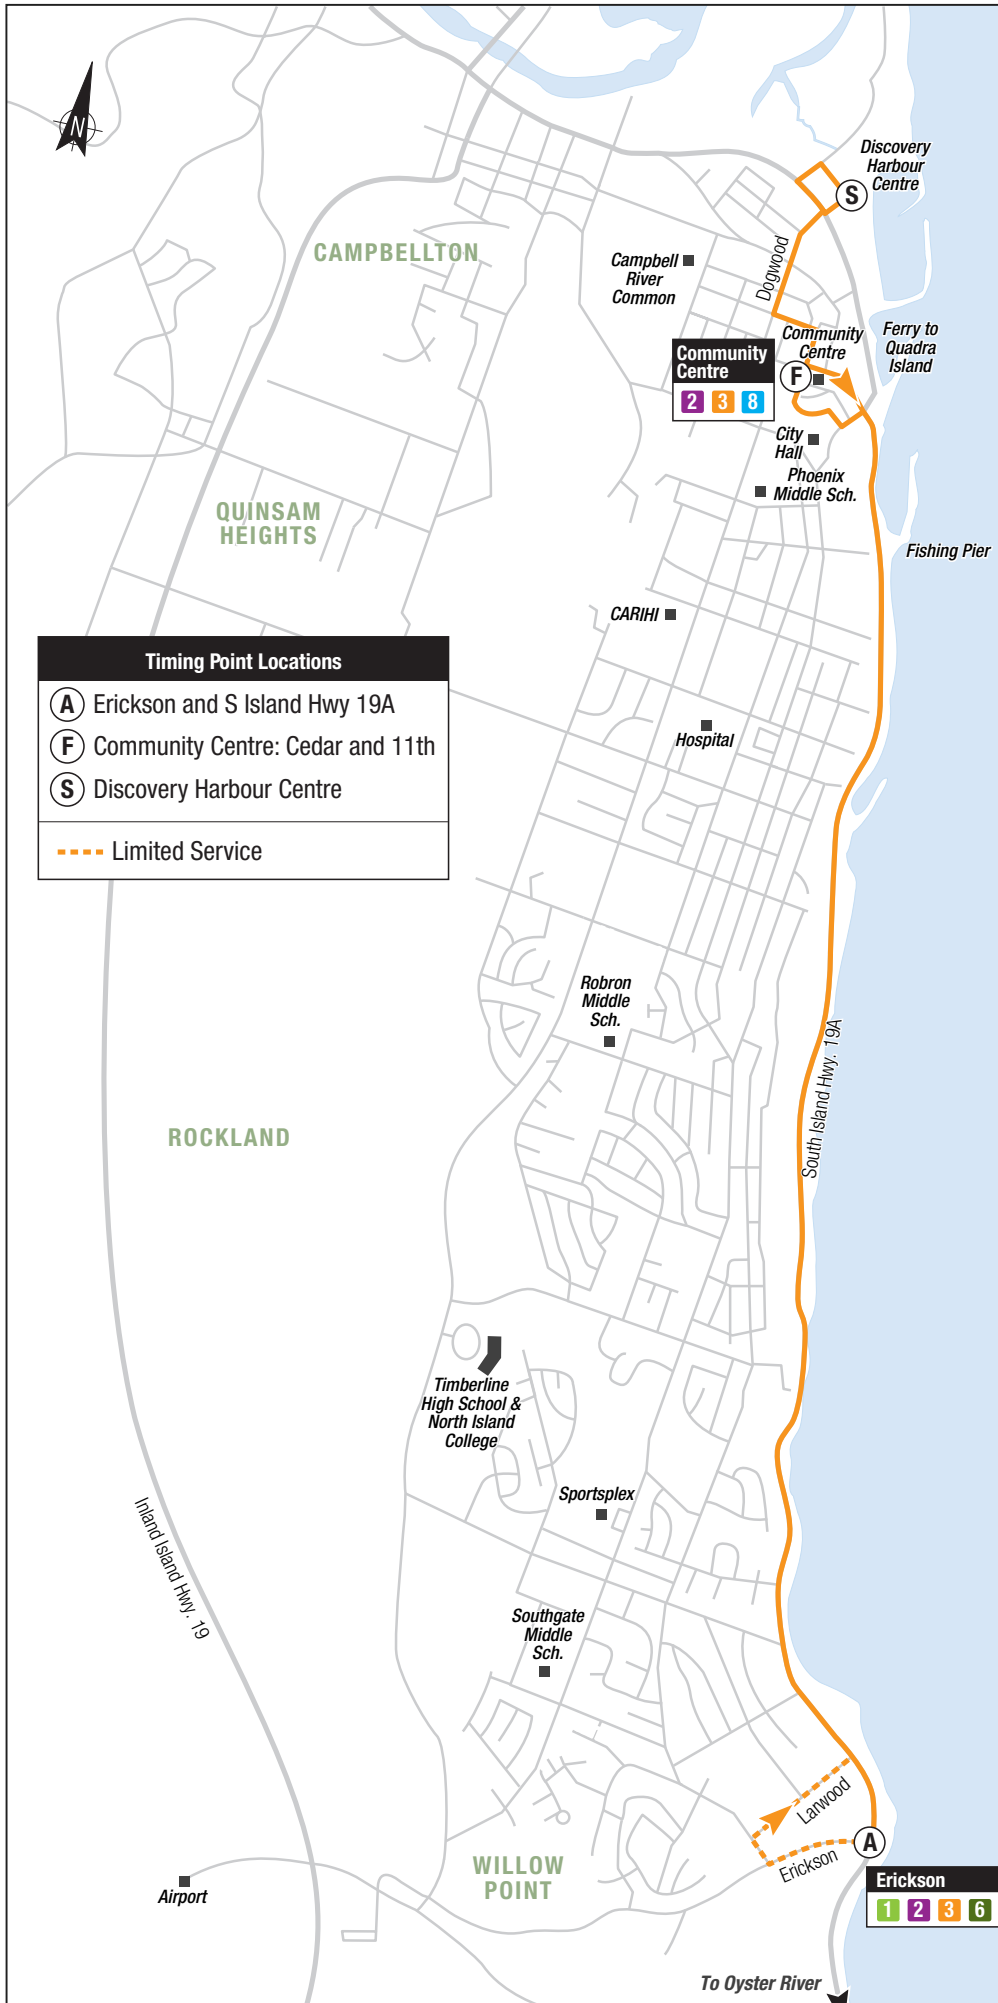 N
Discovery
Harbour
Centre
S
CAMPBELLTON
Campbell
River
Common
Dogwood
Community
Centre
Ferry to
Quadra
Island
Community
Centre
2 3 8
F
City
Hall
Phoenix
Middle Sch.
QUINSAM
HEIGHTS
Fishing Pier
CARIHI
Timing Point Locations
A Erickson and S Island Hwy 19A
F Community Centre: Cedar and 11th
S Discovery Harbour Centre
Limited Service
Hospital
Robron
Middle
Sch.
South Island Hwy. 19A
ROCKLAND
Timberline
High School &
North Island
College
Sportsplex
Inland Island Hwy. 19
Southgate
Middle
Sch.
Larwood
Erickson
A
WILLOW
POINT
Airport
Erickson
1 2 3 6
To Oyster River